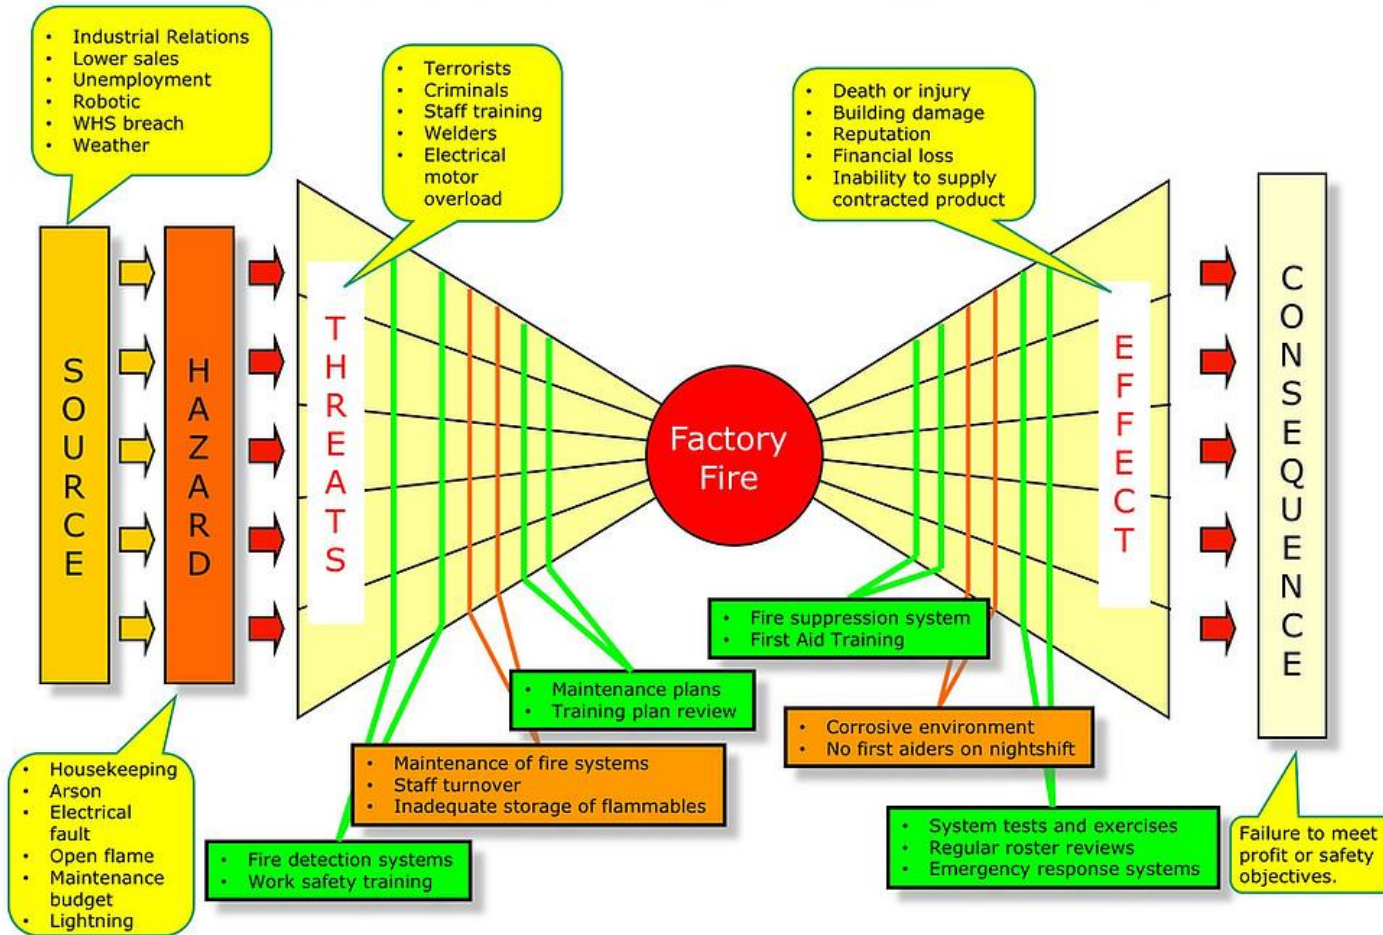 • Industrial Relations
• Lower sales
• Unemployment
• Robotic
• WHS breach
• Weather
• Terrorists
• Criminals
• Staff training
• Welders
• Electrical
motor
overload
• Death or injury
• Building damage
• Reputation
• Financial loss
• Inability to supply
contracted product
SOURCE
HAZARD
THREATS
Factory
Fire
EFFECT
CONSEQUENCE
• Fire suppression system
• First Aid Training
• Maintenance plans
• Training plan review
• Corrosive environment
• No first aiders on nightshift
• Maintenance of fire systems
• Staff turnover
• Inadequate storage of flammables
• Housekeeping
• Arson
• Electrical
fault
• Open flame
• Maintenance
budget
• Lightning
• Fire detection systems
• Work safety training
• System tests and exercises
• Regular roster reviews
• Emergency response systems
Failure to meet
profit or safety
objectives.